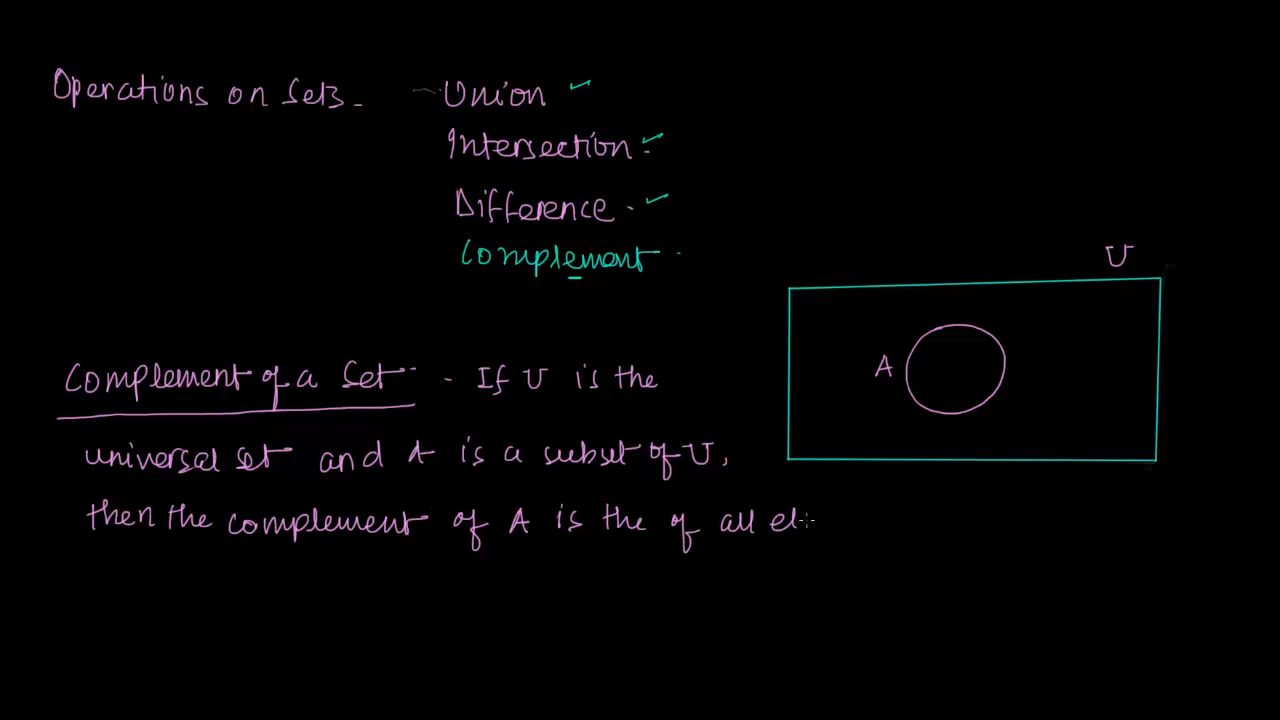 Operations on Sets - Union
Intersection
Difference
Complement
U
A
Complement of a Set - If U is the
universal set and A is a subset of U,
then the complement of A is the of all el